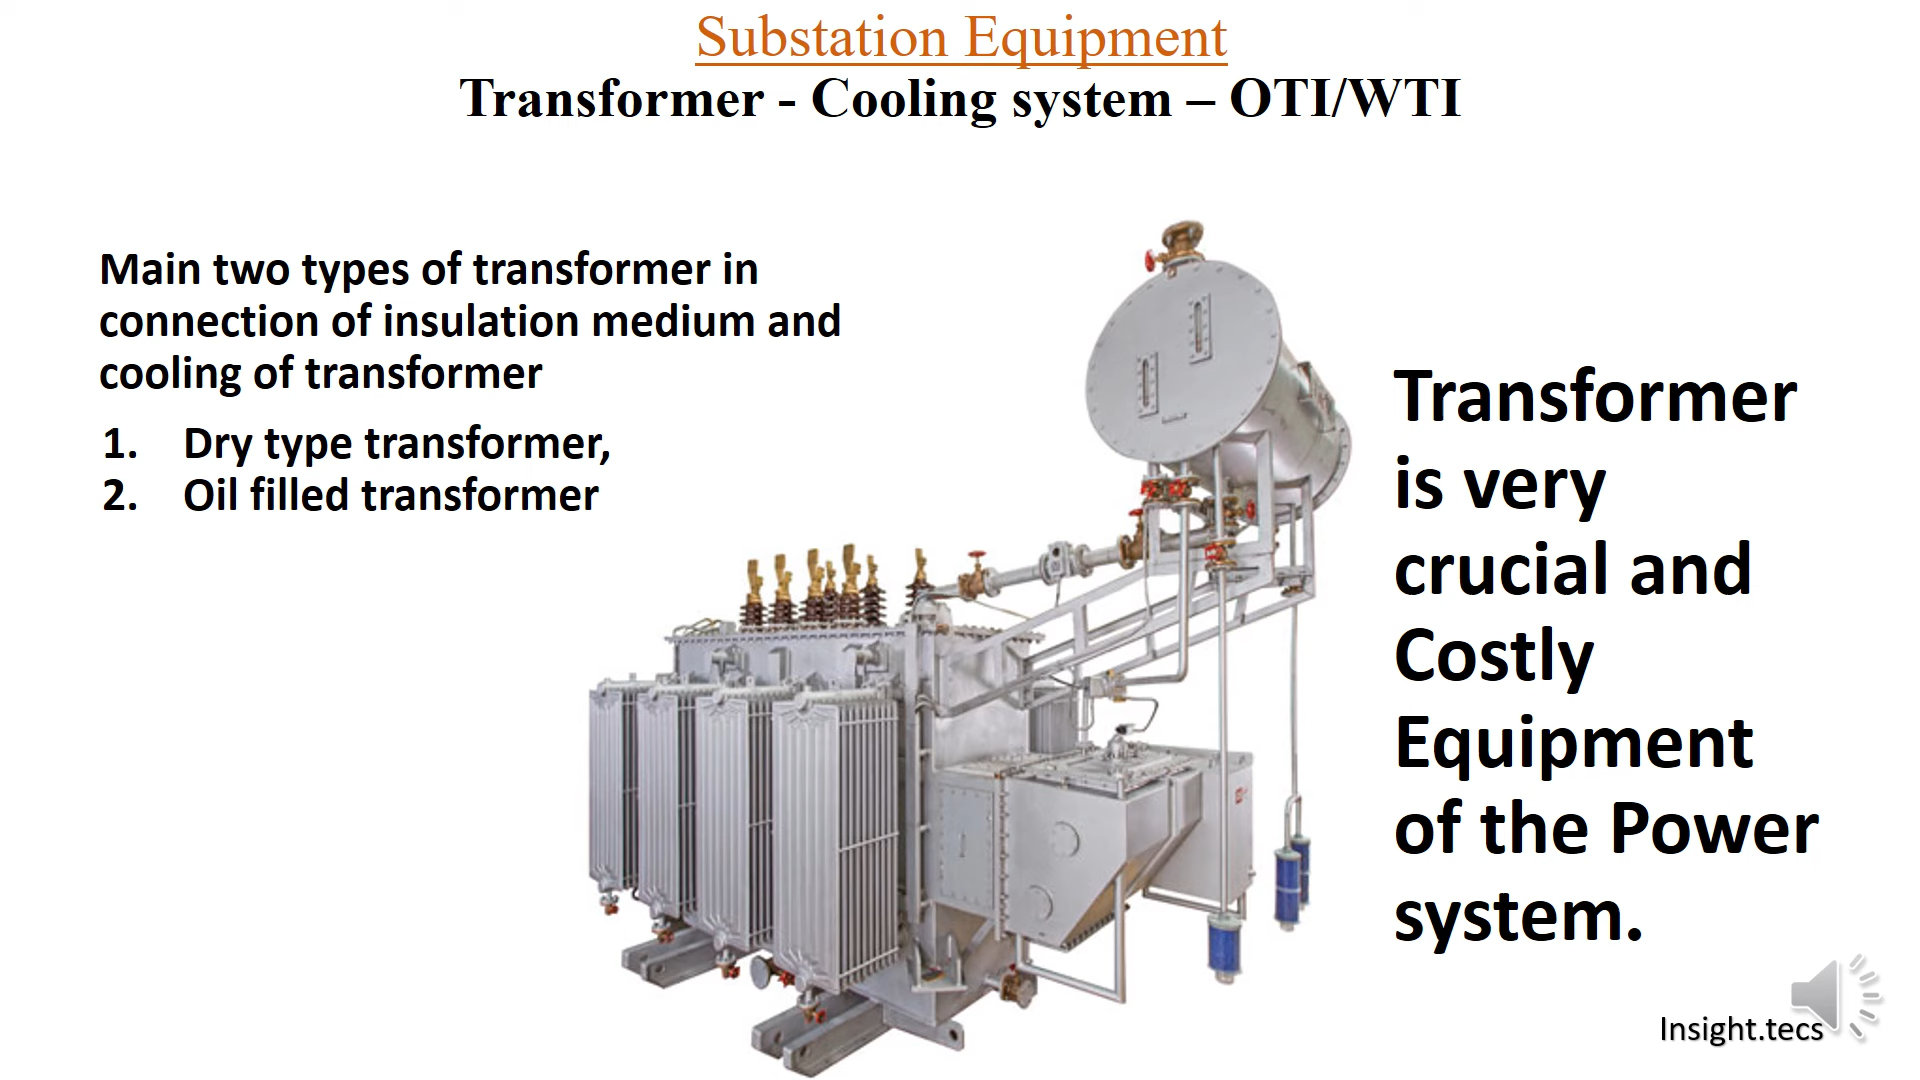 Substation Equipment
Transformer - Cooling system – OTI/WTI
Main two types of transformer in
connection of insulation medium and
cooling of transformer
1. Dry type transformer,
2. Oil filled transformer
Transformer
is very
crucial and
Costly
Equipment
of the Power
system.
Insight.tecs